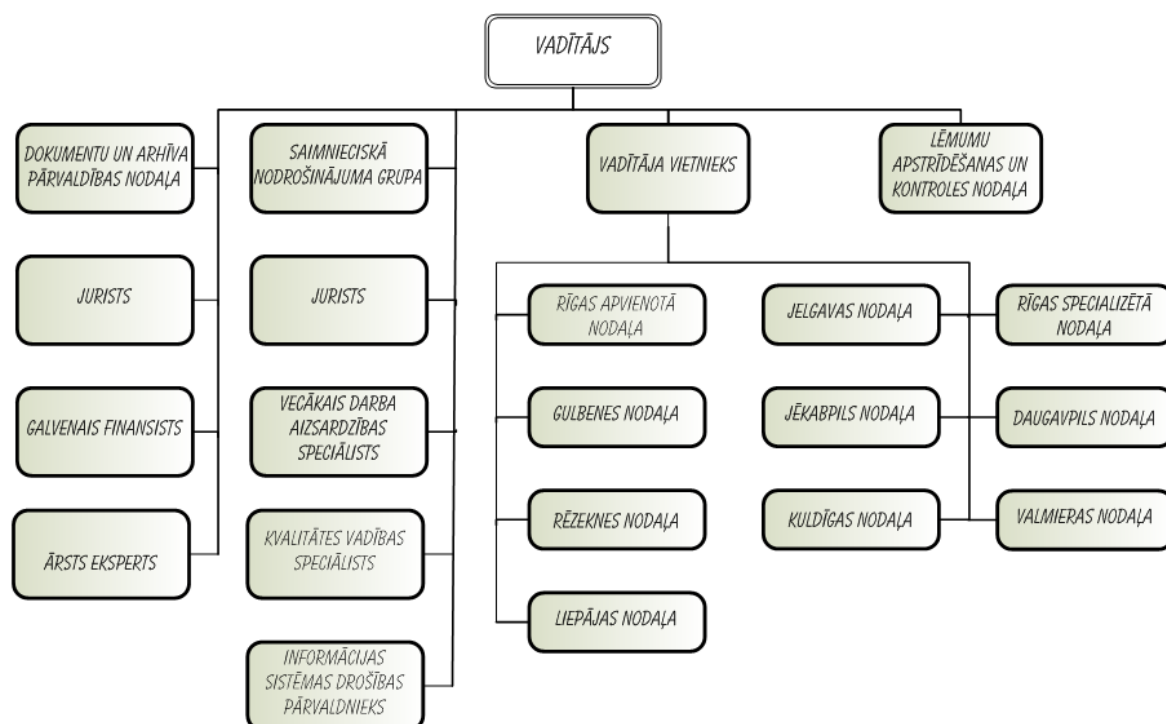 VADĪTĀJS
DOKUMENTU UN ARHĪVA
PĀRVALDĪBAS NODAĻA
SAIMNIECISKĀ
NODROŠINĀJUMA GRUPA
VADĪTĀJA VIETNIEKS
LĒMUMU
APSTRĪDĒŠANAS UN
KONTROLES NODAĻA
JURISTS
JURISTS
RĪGAS APVIENOTĀ
NODAĻA
JELGAVAS NODAĻA
RĪGAS SPECIALIZĒTĀ
NODAĻA
GALVENAIS FINANSISTS
VECĀKAIS DARBA
AIZSARDZĪBAS
SPECIĀLISTS
GULBENES NODAĻA
JĒKABPILS NODAĻA
DAUGAVPILS NODAĻA
ĀRSTS EKSPERTS
KVALITĀTES VADĪBAS
SPECIĀLISTS
RĒZEKNES NODAĻA
KULDĪGAS NODAĻA
VALMIERAS NODAĻA
LIEPĀJAS NODAĻA
INFORMĀCIJAS
SISTĒMAS DROŠĪBAS
PĀRVALDNIEKS